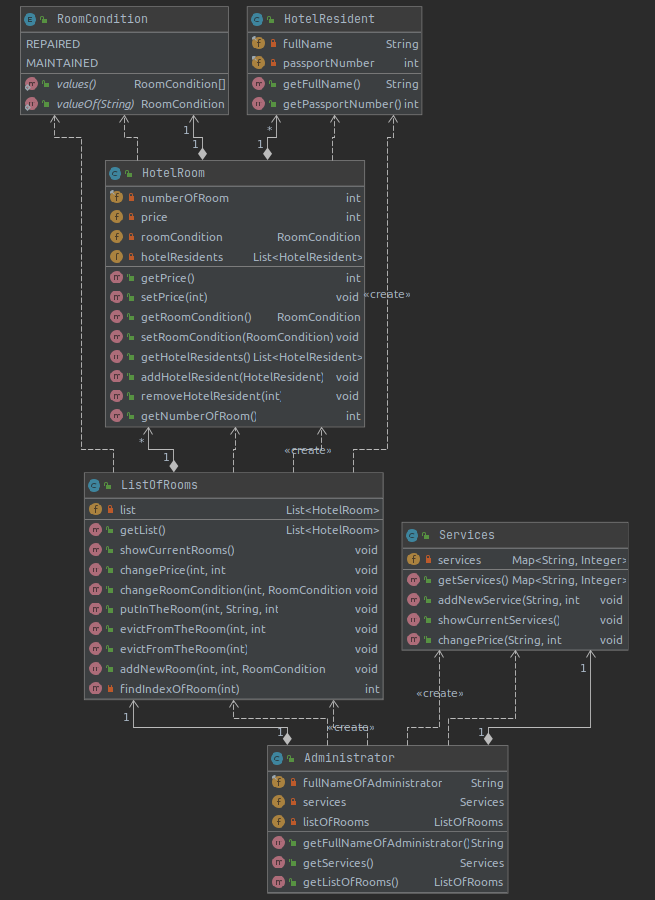 RoomCondition
REPAIRED
MAINTAINED
values() RoomCondition[]
valueOf(String) RoomCondition
HotelResident
fullName String
passportNumber int
getFullName() String
getPassportNumber() int
1
1
*
1
HotelRoom
numberOfRoom int
price int
roomCondition RoomCondition
hotelResidents List<HotelResident>
getPrice() int
setPrice(int) void
getRoomCondition() RoomCondition
setRoomCondition(RoomCondition) void
getHotelResidents() List<HotelResident>
addHotelResident(HotelResident) void
removeHotelResident(int) void
getNumberOfRoom() int
«create»
*
1
«create»
ListOfRooms
list List<HotelRoom>
getList() List<HotelRoom>
showCurrentRooms() void
changePrice(int, int void
changeRoomCondition(int, RoomCondition void
putInTheRoom(int, String, int void
evictFromTheRoom(int, int void
evictFromTheRoom(int) void
addNewRoom(int, int, RoomCondition void
findIndexOfRoom(int) int
Services
services Map<String, Integer>
getServices() Map<String, Integer>
addNewService(String, int void
showCurrentServices() void
changePrice(String, int void
1
«create»
1
1
«create»
1
Administrator
fullNameOfAdministrator String
services Services
listOfRooms ListOfRooms
getFullNameOfAdministrator() String
getServices() Services
getListOfRooms() ListOfRooms